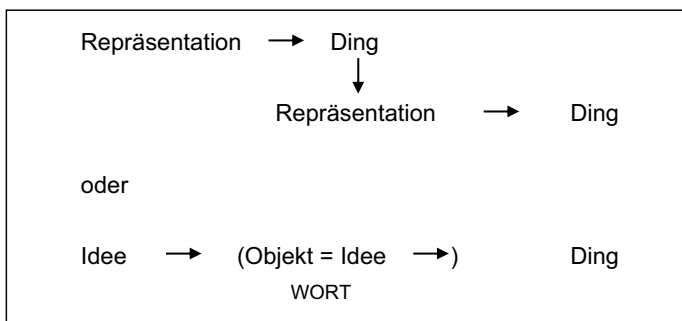 Repräsentation → Ding
↓
Repräsentation → Ding
oder
Idee → (Objekt = Idee →) Ding
WORT